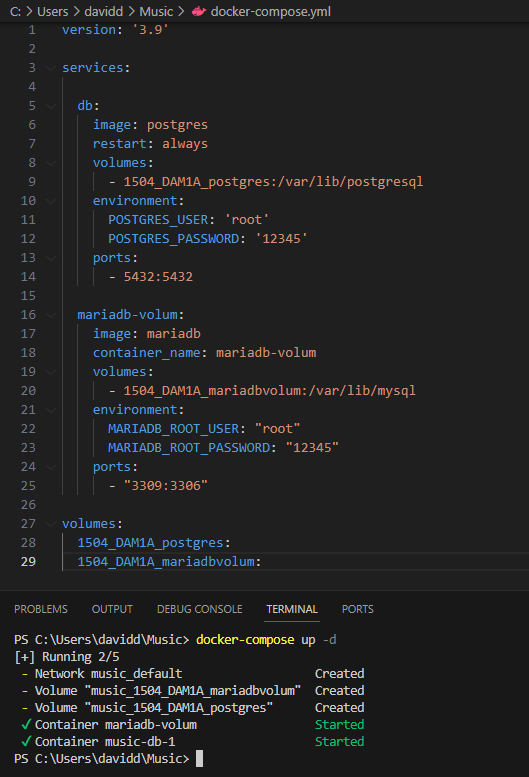 C: > Users > davidd > Music > docker-compose.yml
1 version: '3.9'
2
3 services:
4
5 db:
6 image: postgres
7 restart: always
8 volumes:
9 - 1504_DAM1A_postgres:/var/lib/postgresql
10 environment:
11 POSTGRES_USER: 'root'
12 POSTGRES_PASSWORD: '12345'
13 ports:
14 - 5432:5432
15
16 mariadb-volum:
17 image: mariadb
18 container_name: mariadb-volum
19 volumes:
20 - 1504_DAM1A_mariadbvolum:/var/lib/mysql
21 environment:
22 MARIADB_ROOT_USER: "root"
23 MARIADB_ROOT_PASSWORD: "12345"
24 ports:
25 - "3309:3306"
26
27 volumes:
28 1504_DAM1A_postgres:
29 1504_DAM1A_mariadbvolum:
PROBLEMS OUTPUT DEBUG CONSOLE TERMINAL PORTS
PS C:\Users\davidd\Music> docker-compose up -d
[+] Running 2/5
- Network music_default Created
- Volume "music_1504_DAM1A_mariadbvolum" Created
- Volume "music_1504_DAM1A_postgres" Created
✓ Container mariadb-volum Started
✓ Container music-db-1 Started
PS C:\Users\davidd\Music>